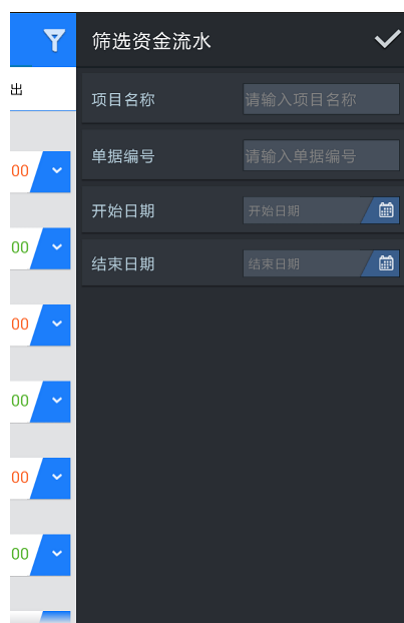 筛选资金流水
出
项目名称 请输入项目名称
00
单据编号 请输入单据编号
开始日期 开始日期
00
结束日期 结束日期
00
00
00
00